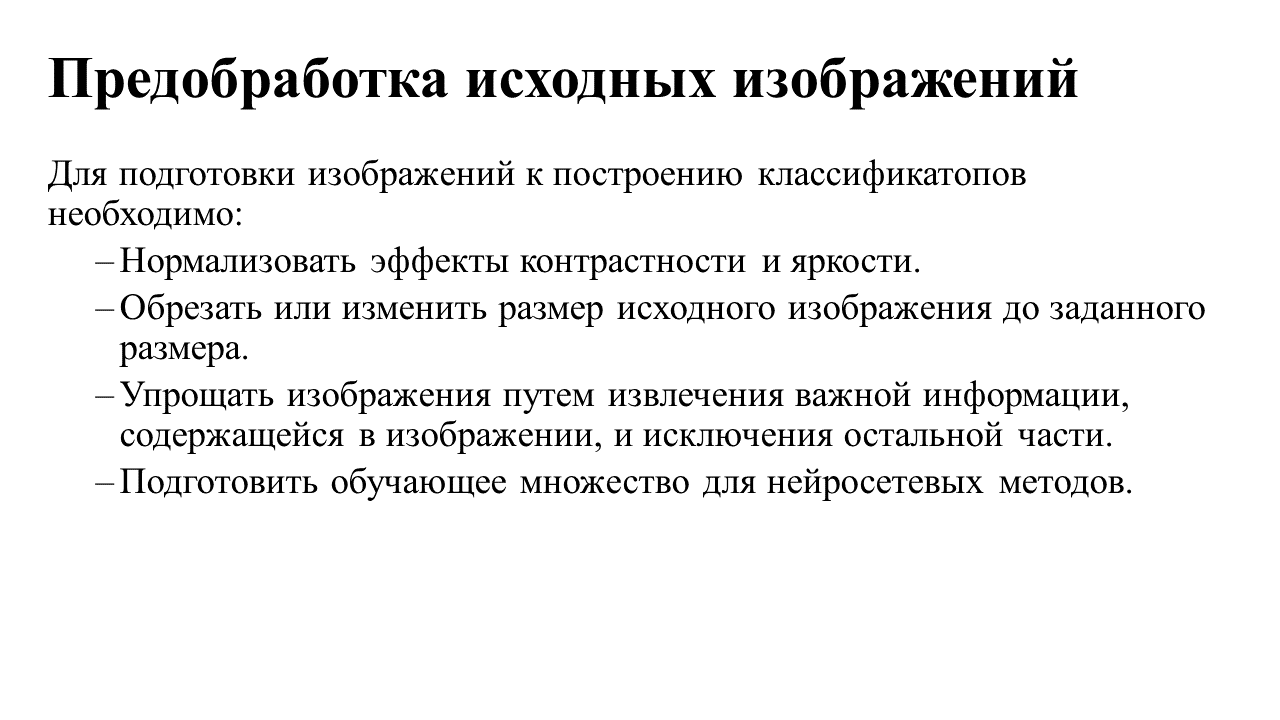 Предобработка исходных изображений
Для подготовки изображений к построению классификатопов
необходимо:
– Нормализовать эффекты контрастности и яркости.
– Обрезать или изменить размер исходного изображения до заданного
размера.
– Упрощать изображения путем извлечения важной информации,
содержащейся в изображении, и исключения остальной части.
– Подготовить обучающее множество для нейросетевых методов.